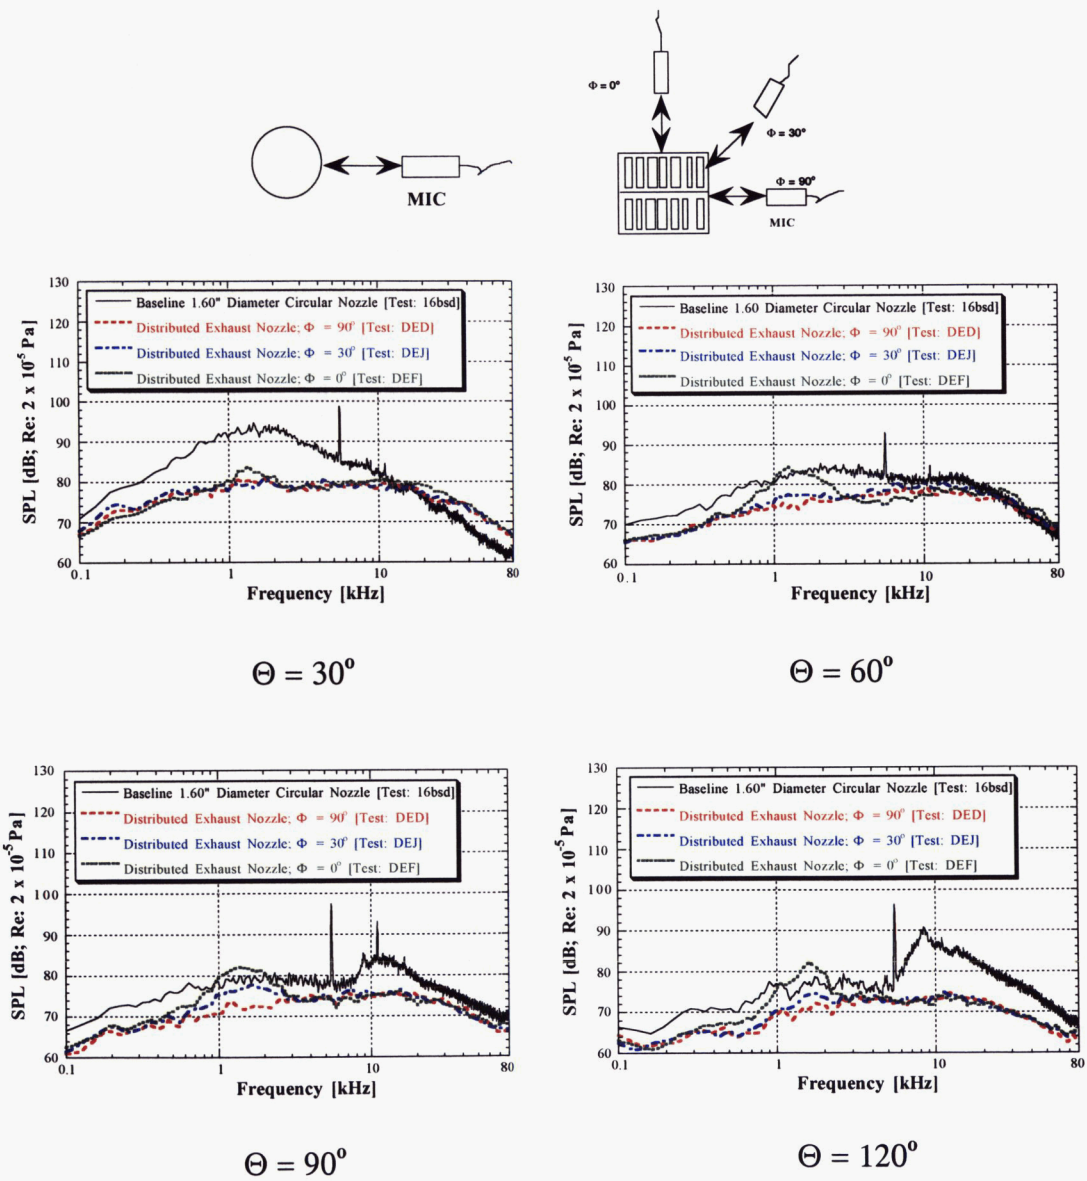 Φ = 0°
Φ = 30°
MIC
Φ = 90°
MIC
130
120
110
100
90
80
70
60
SPL [dB; Re: 2 x 10⁻⁵ Pa]
Baseline 1.60" Diameter Circular Nozzle [Test: 16bsd]
Distributed Exhaust Nozzle; Φ = 90° [Test: DED]
Distributed Exhaust Nozzle; Φ = 30° [Test: DEJ]
Distributed Exhaust Nozzle; Φ = 0° [Test: DEF]
0.1 1 10 80
Frequency [kHz]
Θ = 30°
130
120
110
100
90
80
70
60
SPL [dB; Re: 2 x 10⁻⁵ Pa]
Baseline 1.60 Diameter Circular Nozzle [Test: 16bsd]
Distributed Exhaust Nozzle; Φ = 90° [Test: DED]
Distributed Exhaust Nozzle; Φ = 30° [Test: DEJ]
Distributed Exhaust Nozzle; Φ = 0° [Test: DEF]
0.1 1 10 80
Frequency [kHz]
Θ = 60°
130
120
110
100
90
80
70
60
SPL [dB; Re: 2 x 10⁻⁵ Pa]
Baseline 1.60" Diameter Circular Nozzle [Test: 16bsd]
Distributed Exhaust Nozzle; Φ = 90° [Test: DED]
Distributed Exhaust Nozzle; Φ = 30° [Test: DEJ]
Distributed Exhaust Nozzle; Φ = 0° [Test: DEF]
0.1 1 10 80
Frequency [kHz]
Θ = 90°
130
120
110
100
90
80
70
60
SPL [dB; Re: 2 x 10⁻⁵ Pa]
Baseline 1.60" Diameter Circular Nozzle [Test: 16bsd]
Distributed Exhaust Nozzle; Φ = 90° [Test: DED]
Distributed Exhaust Nozzle; Φ = 30° [Test: DEJ]
Distributed Exhaust Nozzle; Φ = 0° [Test: DEF]
0.1 1 10 80
Frequency [kHz]
Θ = 120°